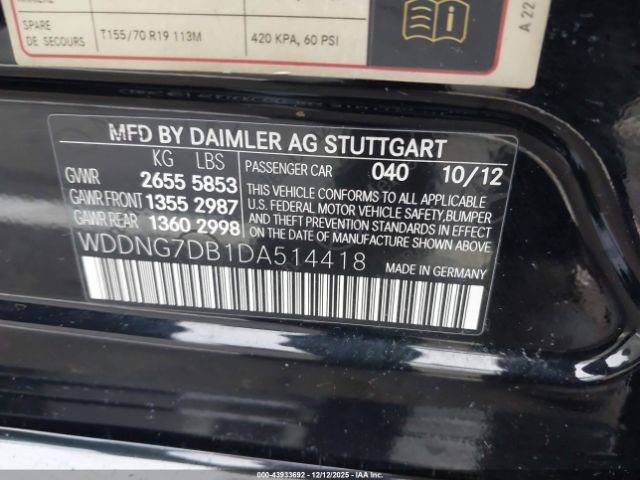 SPARE
DE SECOURS
T155/70 R19 113M
420 KPA, 60 PSI
A 22
MFD BY DAIMLER AG STUTTGART
KG LBS
GVWR 2655 5853
GAWR FRONT 1355 2987
GAWR REAR 1360 2998
PASSENGER CAR 040 10/12
THIS VEHICLE CONFORMS TO ALL APPLICABLE
U.S. FEDERAL MOTOR VEHICLE SAFETY,BUMPER
AND THEFT PREVENTION STANDARDS IN EFFECT
ON THE DATE OF MANUFACTURE SHOWN ABOVE.
WDDNG7DB1DA514418 MADE IN GERMANY
000-43933692 - 12/12/2025 - © IAA, LLC